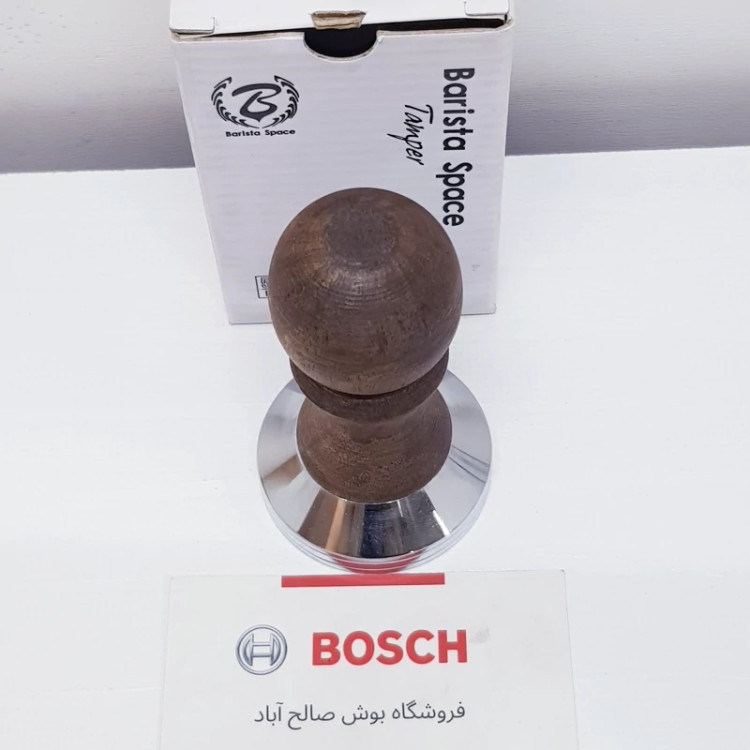 B
Barista Space
Barista Space
Tamper
BOSCH
فروشگاه بوش صالح آباد